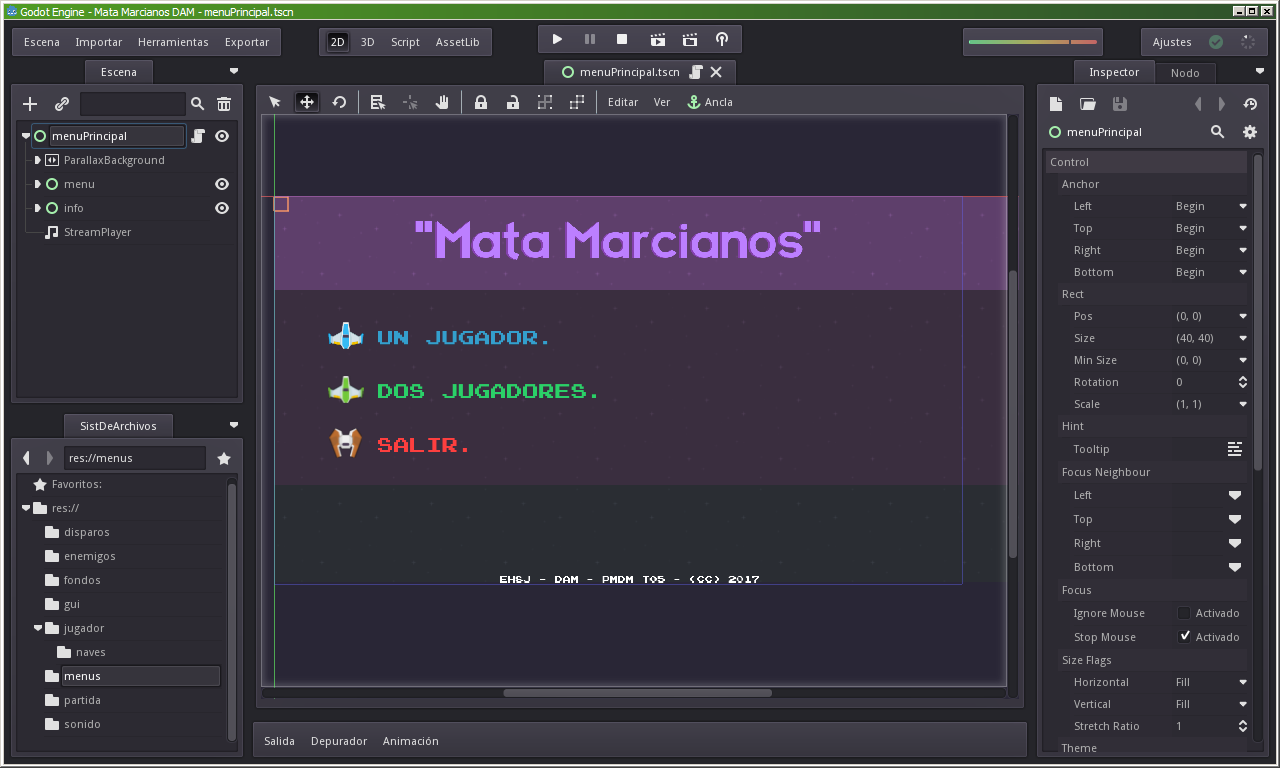 Godot Engine - Mata Marcianos DAM - menuPrincipal.tscn
Escena Importar Herramientas Exportar 2D 3D Script AssetLib Ajustes
Escena
menuPrincipal
ParallaxBackground
menu
info
StreamPlayer
SistDeArchivos
res://menus
Favoritos:
res://
disparos
enemigos
fondos
gui
jugador
naves
menus
partida
sonido
menuPrincipal.tscn
Editar Ver Ancla
"Mata Marcianos"
UN JUGADOR.
DOS JUGADORES.
SALIR.
EHSJ - DAM - PMDM T05 - (CC) 2017
Salida Depurador Animación
Inspector Nodo
menuPrincipal
Control
Anchor
Left Begin
Top Begin
Right Begin
Bottom Begin
Rect
Pos (0, 0)
Size (40, 40)
Min Size (0, 0)
Rotation 0
Scale (1, 1)
Hint
Tooltip
Focus Neighbour
Left
Top
Right
Bottom
Focus
Ignore Mouse Activado
Stop Mouse Activado
Size Flags
Horizontal Fill
Vertical Fill
Stretch Ratio 1
Theme